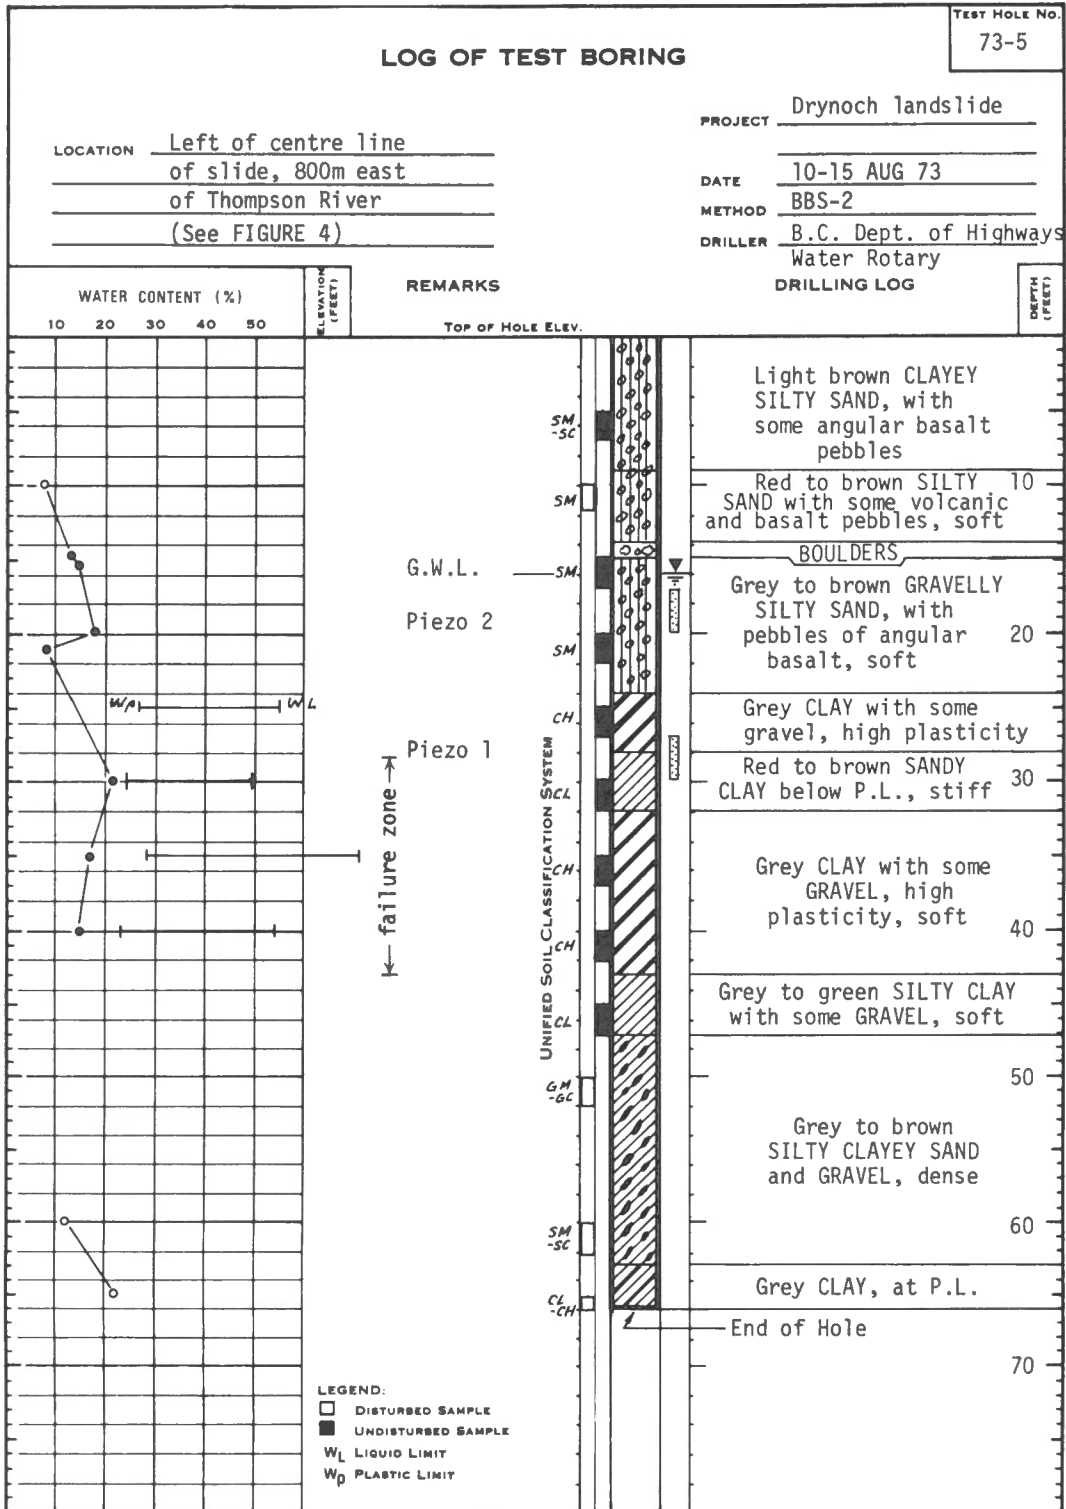 TEST HOLE NO.
73-5
LOG OF TEST BORING
LOCATION Left of centre line
of slide, 800m east
of Thompson River
(See FIGURE 4)
PROJECT Drynoch landslide
DATE 10-15 AUG 73
METHOD BBS-2
DRILLER B.C. Dept. of Highways
Water Rotary
WATER CONTENT (%)
10 20 30 40 50
ELEVATION (FEET)
REMARKS
TOP OF HOLE ELEV.
DRILLING LOG
DEPTH (FEET)
Light brown CLAYEY
SILTY SAND, with
some angular basalt
pebbles
SM
-SC
Red to brown SILTY 10
SAND with some volcanic
and basalt pebbles, soft
SM
BOULDERS
G.W.L.
SM
Grey to brown GRAVELLY
SILTY SAND, with
pebbles of angular 20
basalt, soft
Piezo 2
SM
Wp WL
CH
Grey CLAY with some
gravel, high plasticity
Piezo 1
Red to brown SANDY
CLAY below P.L., stiff 30
CL
failure zone
UNIFIED SOIL CLASSIFICATION SYSTEM
CH
Grey CLAY with some
GRAVEL, high
plasticity, soft
40
CH
Grey to green SILTY CLAY
with some GRAVEL, soft
CL
50
GM
-GC
Grey to brown
SILTY CLAYEY SAND
and GRAVEL, dense
60
SM
-SC
Grey CLAY, at P.L.
CL
-CH
End of Hole
70
LEGEND:
DISTURBED SAMPLE
UNDISTURBED SAMPLE
WL LIQUID LIMIT
Wp PLASTIC LIMIT